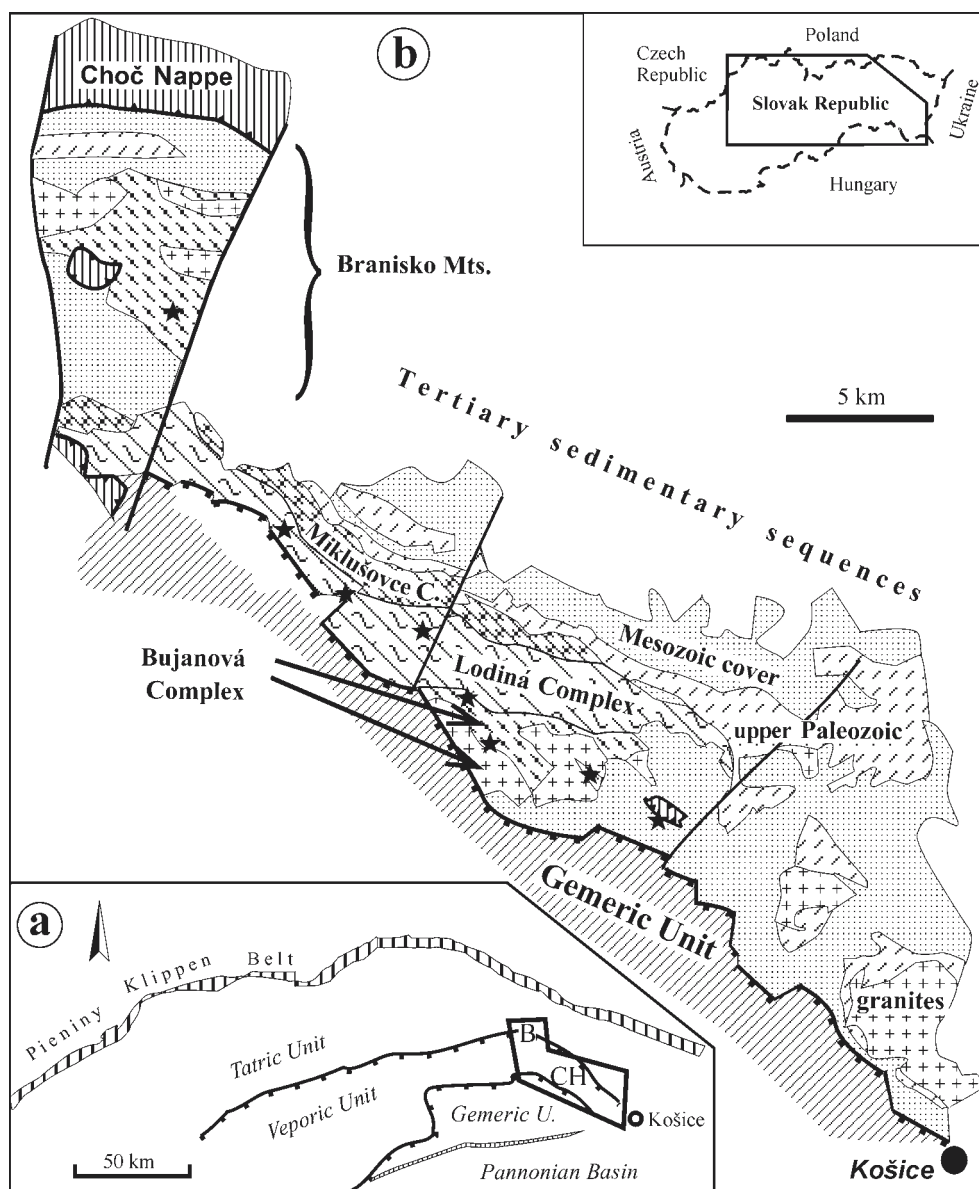 b
Choč Nappe
Poland
Czech
Republic
Slovak Republic
Ukraine
Austria
Hungary
Branisko Mts.
Tertiary sedimentary sequences
5 km
Miklušovce C.
Mesozoic cover
Bujanová
Complex
Lodiná Complex
upper Paleozoic
Gemeric Unit
granites
Košice
a
Pieniny Klippen Belt
B
Tatric Unit
CH
Veporic Unit
Gemeric U.
Košice
50 km
Pannonian Basin